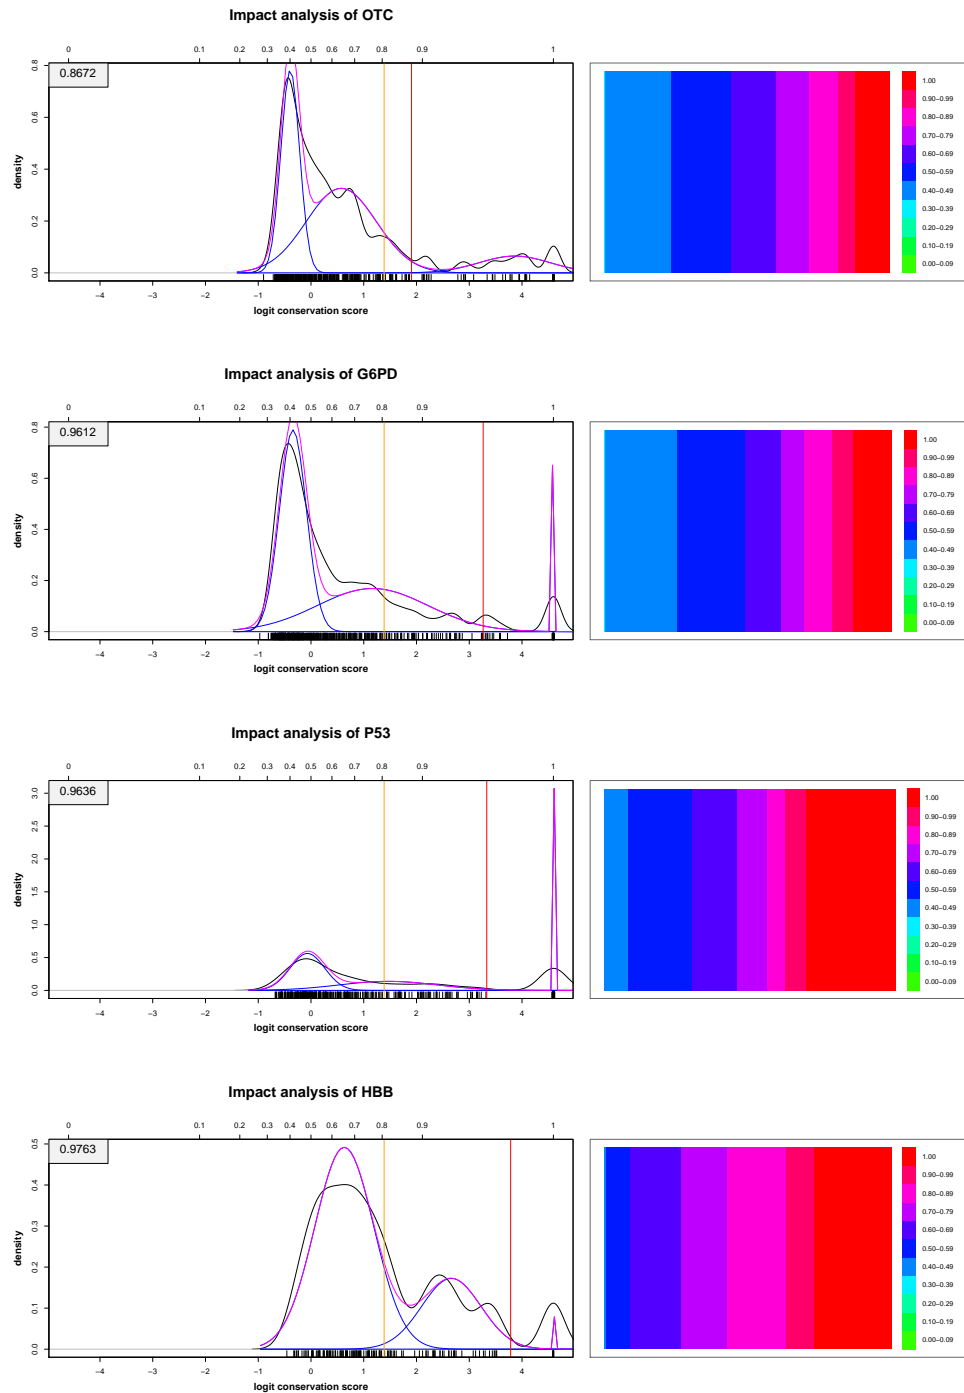 Impact analysis of OTC
0 0.1 0.2 0.3 0.4 0.5 0.6 0.7 0.8 0.9 1
0.8672
density
0.0 0.2 0.4 0.6 0.8
−4 −3 −2 −1 0 1 2 3 4
logit conservation score
1.00
0.90−0.99
0.80−0.89
0.70−0.79
0.60−0.69
0.50−0.59
0.40−0.49
0.30−0.39
0.20−0.29
0.10−0.19
0.00−0.09
Impact analysis of G6PD
0 0.1 0.2 0.3 0.4 0.5 0.6 0.7 0.8 0.9 1
0.9612
density
0.0 0.2 0.4 0.6 0.8
−4 −3 −2 −1 0 1 2 3 4
logit conservation score
1.00
0.90−0.99
0.80−0.89
0.70−0.79
0.60−0.69
0.50−0.59
0.40−0.49
0.30−0.39
0.20−0.29
0.10−0.19
0.00−0.09
Impact analysis of P53
0 0.1 0.2 0.3 0.4 0.5 0.6 0.7 0.8 0.9 1
0.9636
density
0.0 0.5 1.0 1.5 2.0 2.5 3.0
−4 −3 −2 −1 0 1 2 3 4
logit conservation score
1.00
0.90−0.99
0.80−0.89
0.70−0.79
0.60−0.69
0.50−0.59
0.40−0.49
0.30−0.39
0.20−0.29
0.10−0.19
0.00−0.09
Impact analysis of HBB
0 0.1 0.2 0.3 0.4 0.5 0.6 0.7 0.8 0.9 1
0.9763
density
0.0 0.1 0.2 0.3 0.4 0.5
−4 −3 −2 −1 0 1 2 3 4
logit conservation score
1.00
0.90−0.99
0.80−0.89
0.70−0.79
0.60−0.69
0.50−0.59
0.40−0.49
0.30−0.39
0.20−0.29
0.10−0.19
0.00−0.09